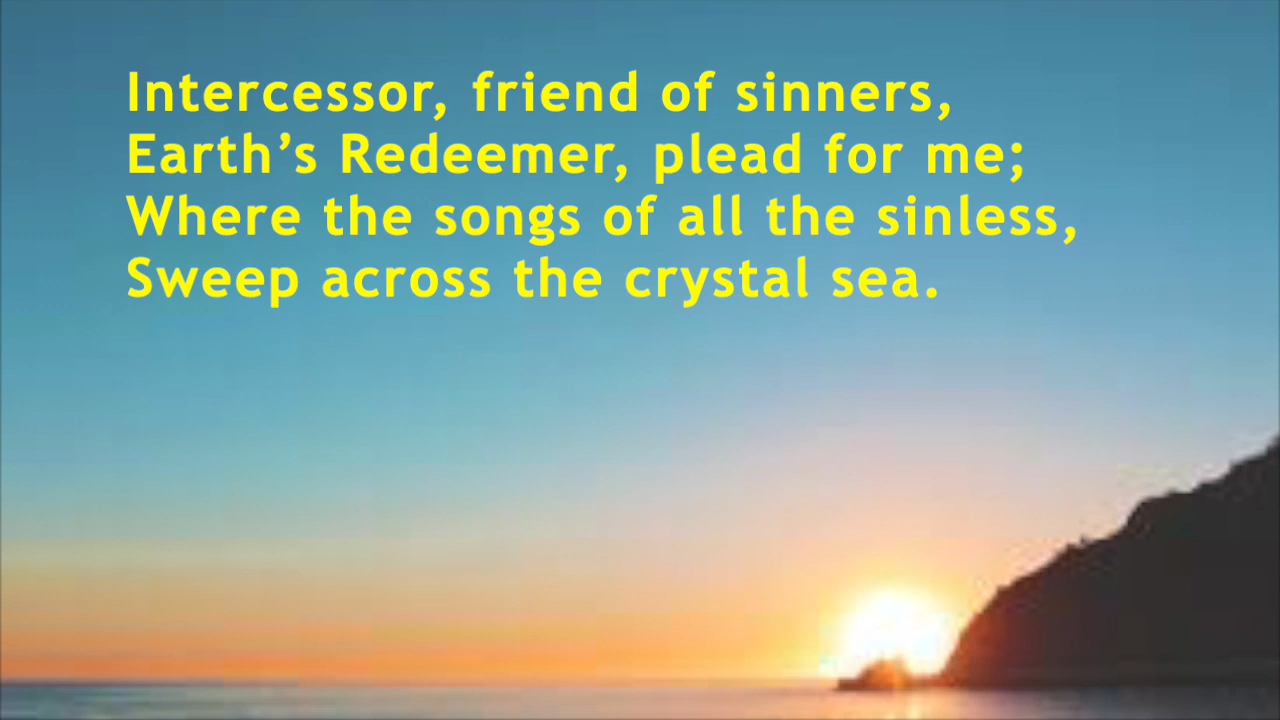 Intercessor, friend of sinners,
Earth’s Redeemer, plead for me;
Where the songs of all the sinless,
Sweep across the crystal sea.